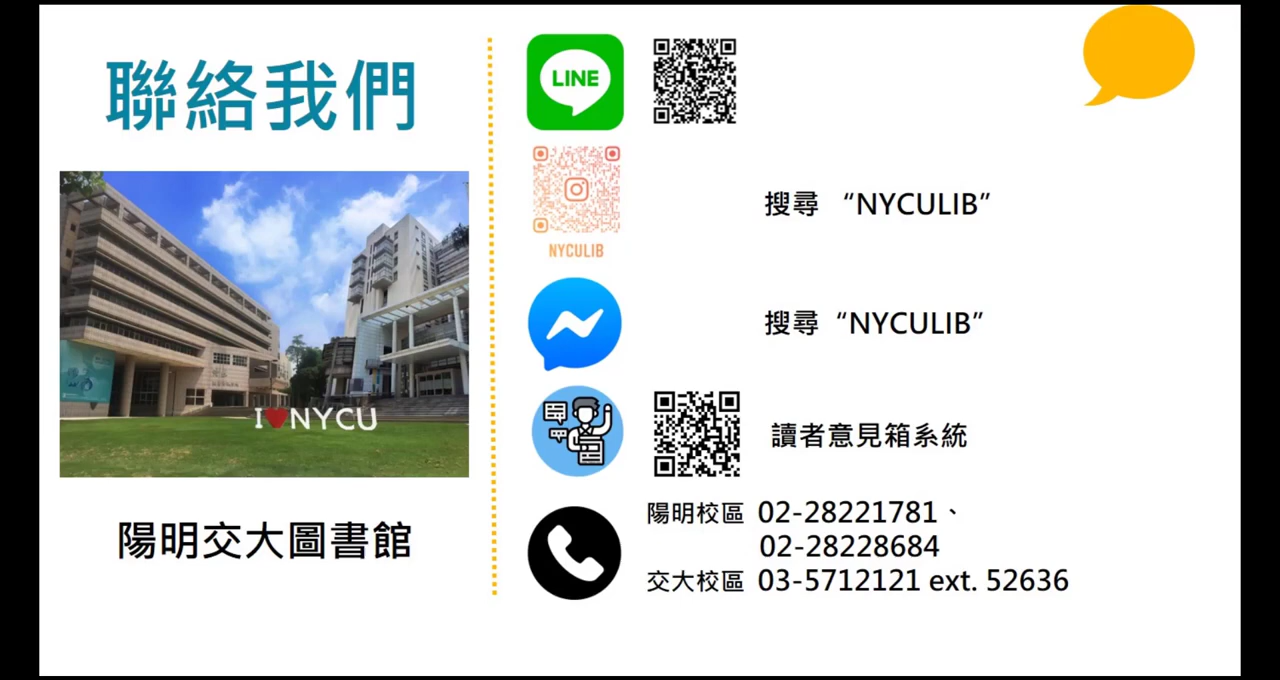 聯絡我們
I❤NYCU
陽明交大圖書館
LINE
NYCULIB
搜尋 “NYCULIB”
搜尋 “NYCULIB”
讀者意見箱系統
陽明校區 02-28221781、
02-28228684
交大校區 03-5712121 ext. 52636